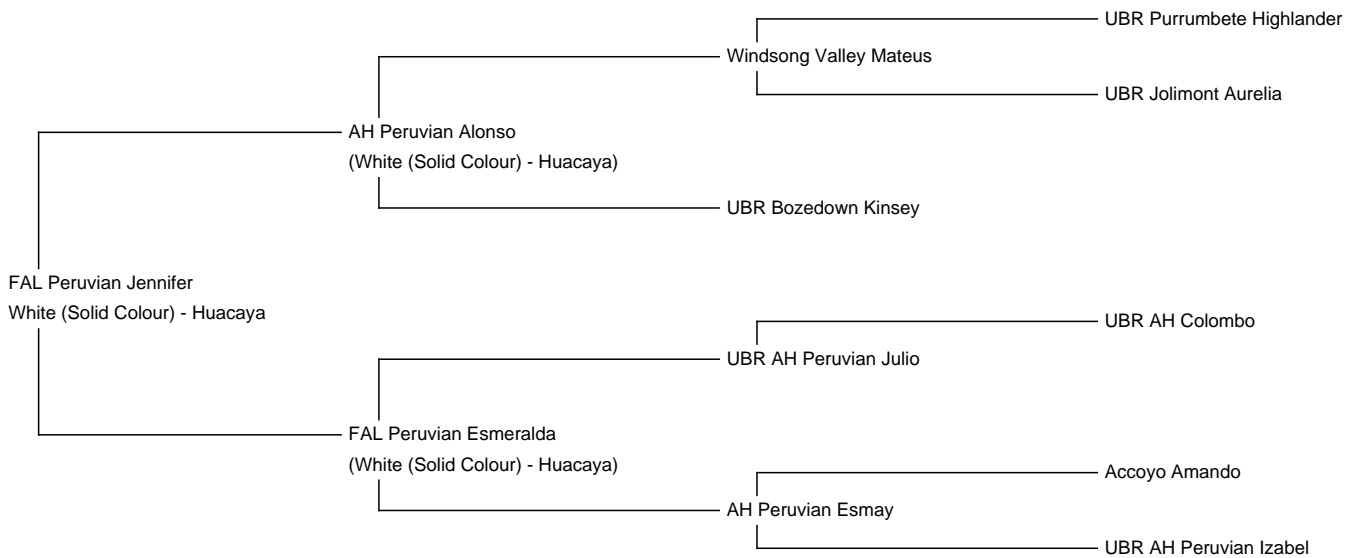 UBR Purrumbete Highlander
Windsong Valley Mateus
UBR Jolimont Aurelia
AH Peruvian Alonso
(White (Solid Colour) - Huacaya)
UBR Bozedown Kinsey
FAL Peruvian Jennifer
White (Solid Colour) - Huacaya
UBR AH Colombo
UBR AH Peruvian Julio
FAL Peruvian Esmeralda
(White (Solid Colour) - Huacaya)
Accoyo Amando
AH Peruvian Esmay
UBR AH Peruvian Izabel